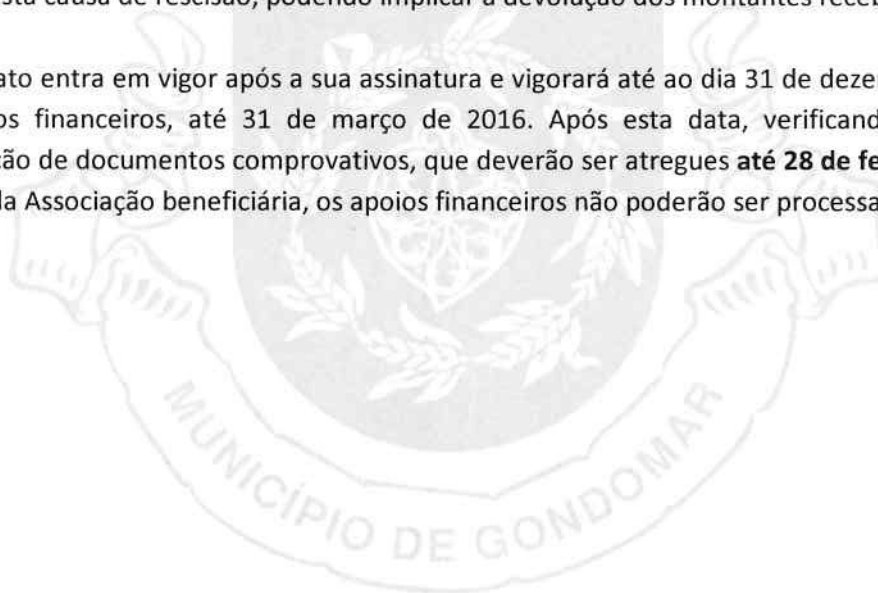 sta causa de rescisão, podendo implicar a devolução dos montantes receb
ato entra em vigor após a sua assinatura e vigorará até ao dia 31 de deze
os financeiros, até 31 de março de 2016. Após esta data, verificand
ção de documentos comprovativos, que deverão ser atregues até 28 de fe
la Associação beneficiária, os apoios financeiros não poderão ser processa
MUNICÍPIO DE GONDOMAR